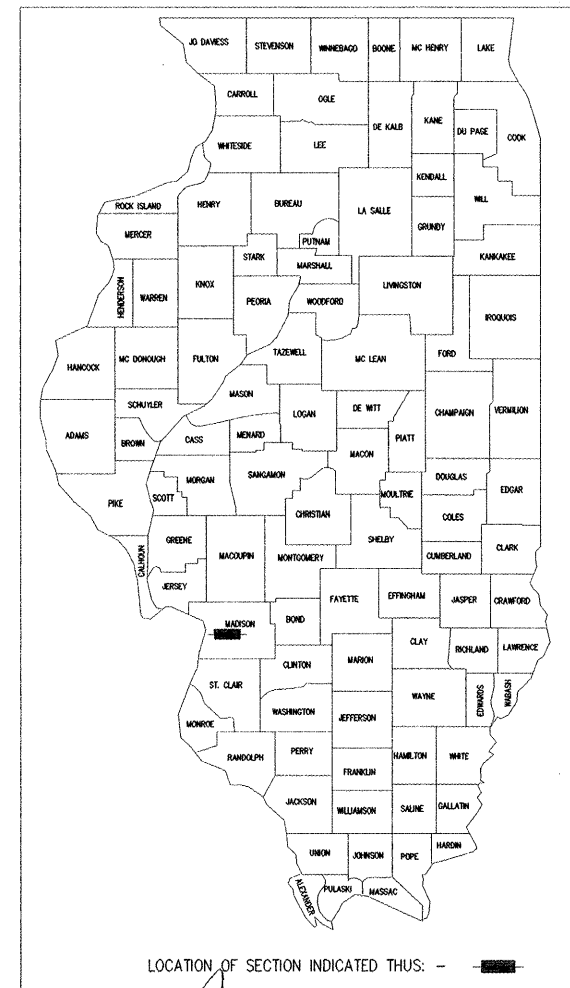 JO DAVIESS STEVENSON WINNEBAGO BOONE MC HENRY LAKE
CARROLL OGLE DE KALB KANE DU PAGE COOK
WHITESIDE LEE
KENDALL WILL
ROCK ISLAND HENRY BUREAU LA SALLE GRUNDY
MERCER PUTNAM KANKAKEE
STARK MARSHALL
HENDERSON WARREN KNOX PEORIA WOODFORD LIVINGSTON IROQUOIS
HANCOCK MC DONOUGH FULTON TAZEWELL MC LEAN FORD
MASON
SCHUYLER LOGAN DE WITT CHAMPAIGN VERMILION
ADAMS BROWN CASS MENARD MACON PIATT
PIKE SCOTT MORGAN SANGAMON MOULTRIE DOUGLAS EDGAR
CHRISTIAN COLES
GREENE MACOUPIN MONTGOMERY SHELBY CUMBERLAND CLARK
CALHOUN JERSEY FAYETTE EFFINGHAM JASPER CRAWFORD
MADISON BOND
CLAY RICHLAND LAWRENCE
CLINTON MARION
ST. CLAIR WAYNE EDWARDS WABASH
WASHINGTON JEFFERSON
MONROE
RANDOLPH PERRY HAMILTON WHITE
FRANKLIN
JACKSON WILLIAMSON SALINE GALLATIN
UNION JOHNSON POPE HARDIN
ALEXANDER PULASKI MASSAC
LOCATION OF SECTION INDICATED THUS: -